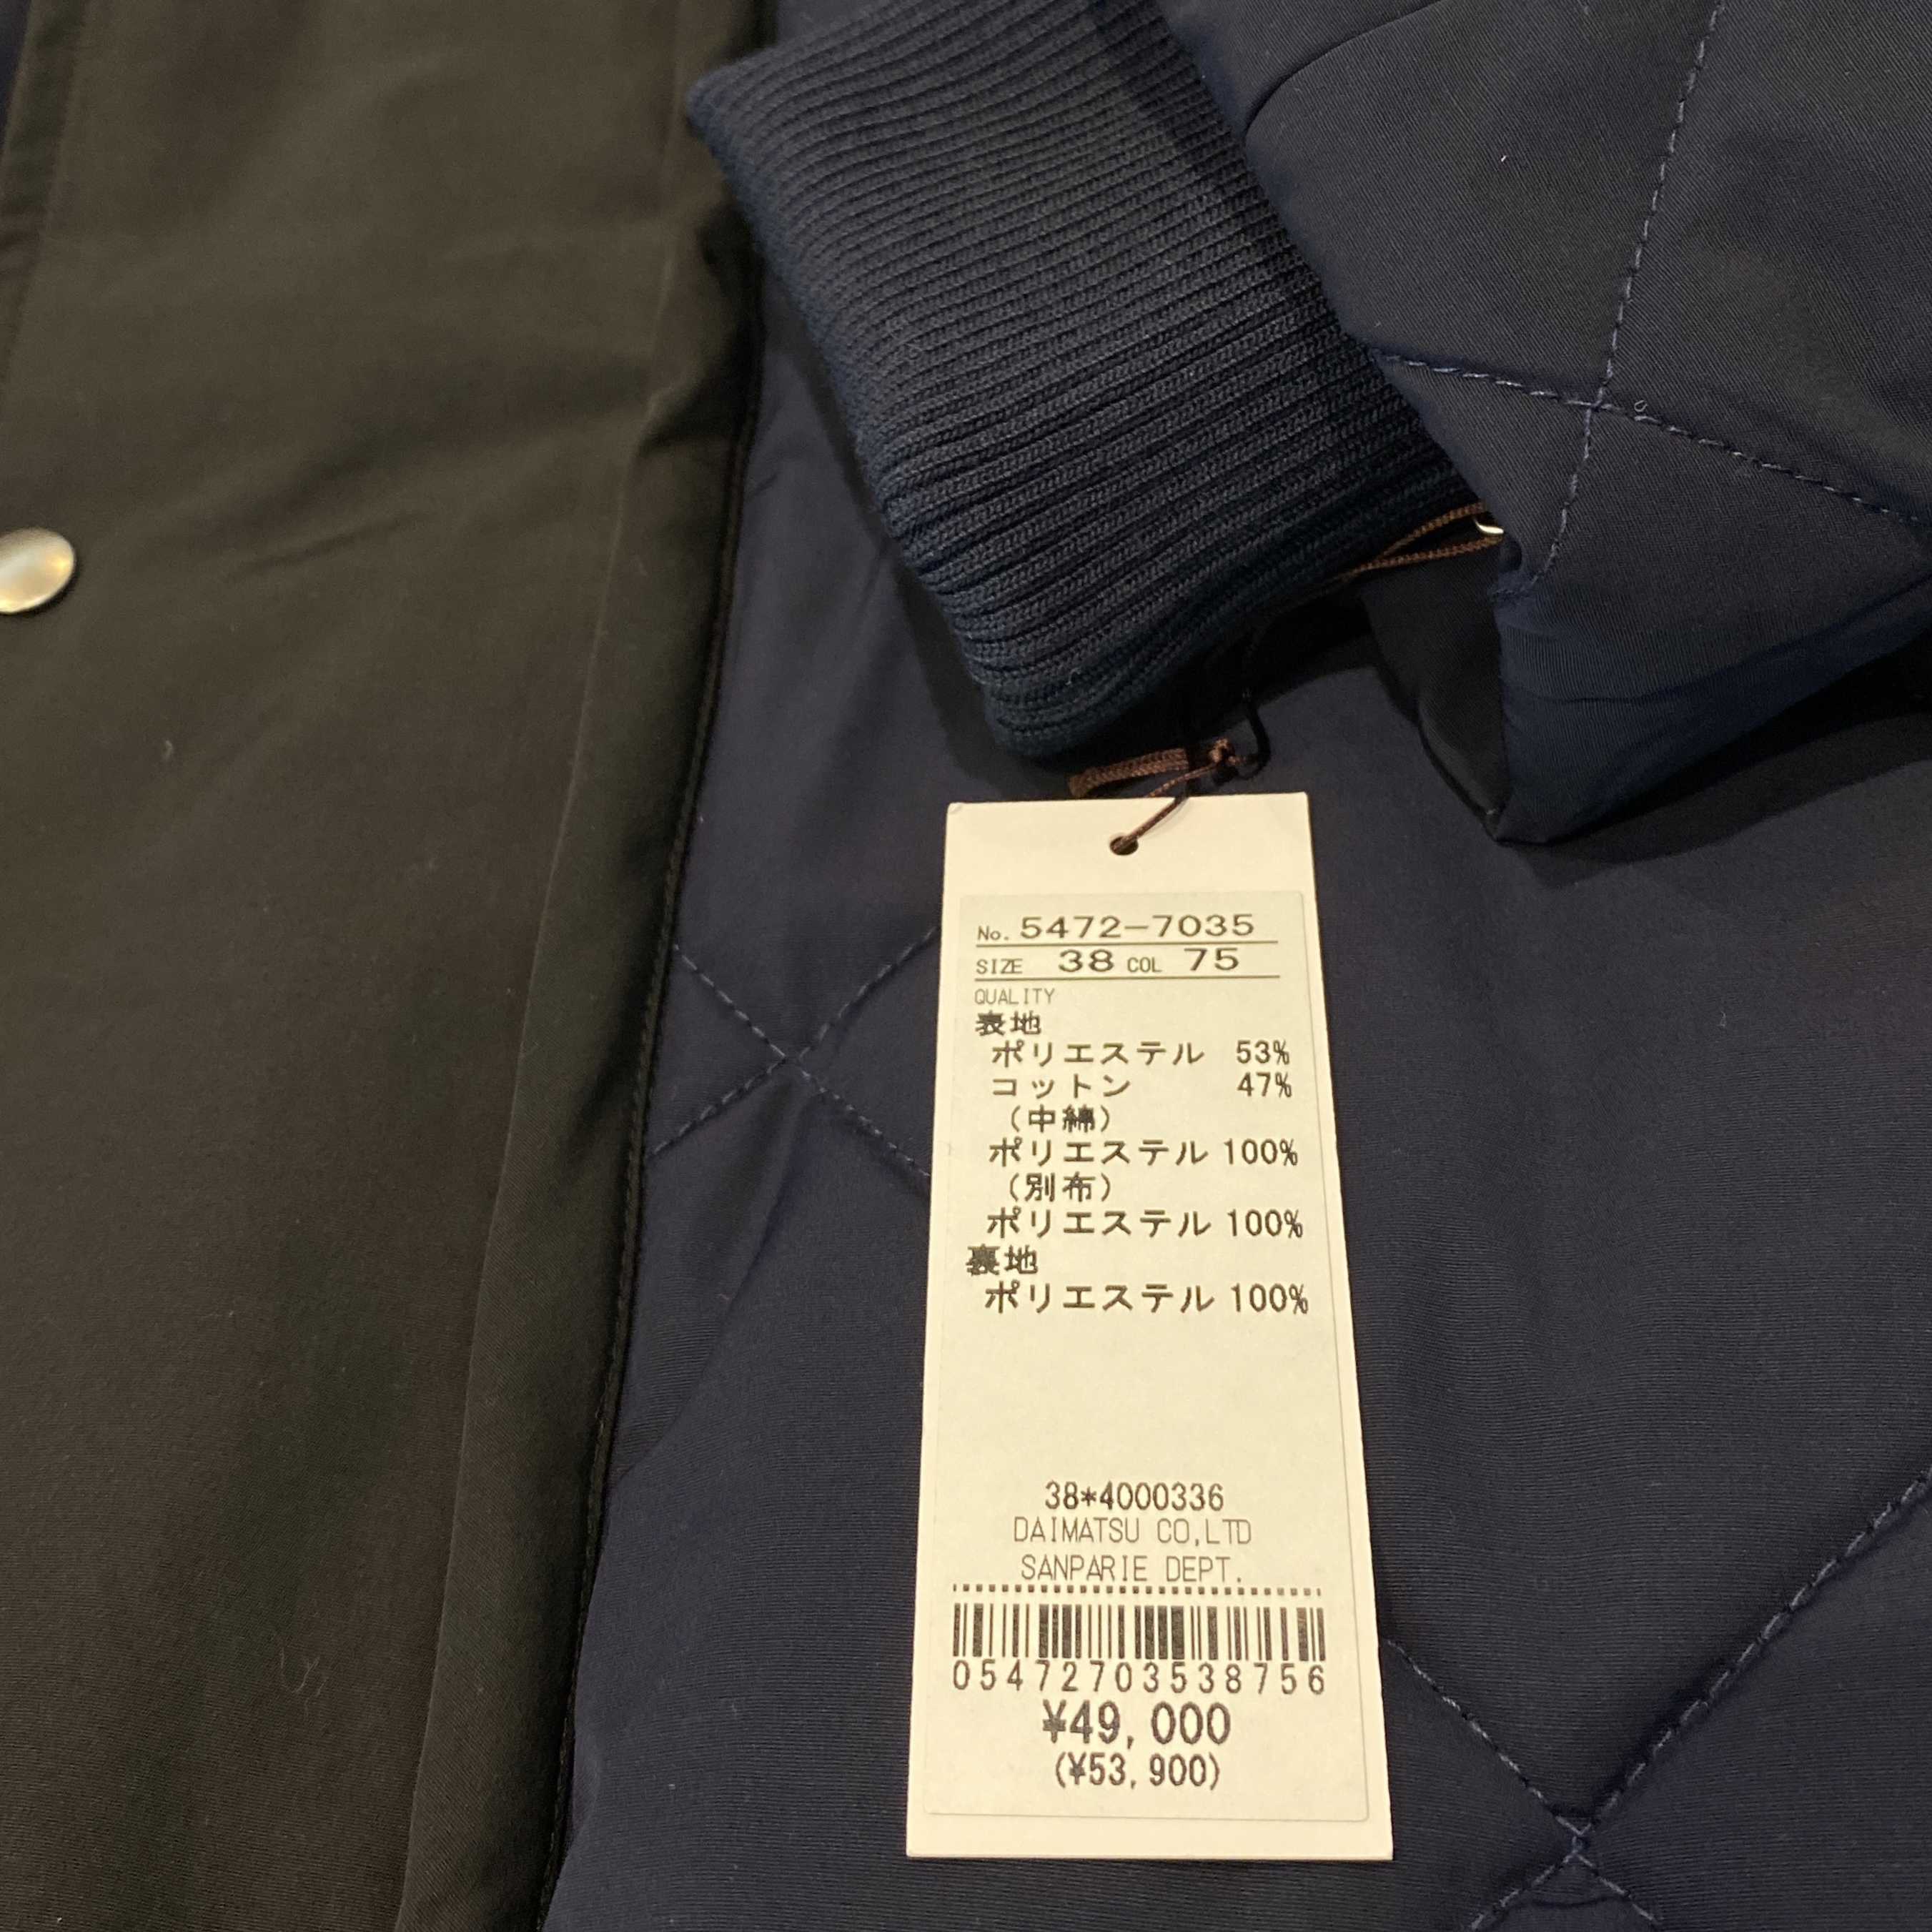 No. 5472-7035
SIZE 38 COL 75
QUALITY
表地
ポリエステル 53%
コットン 47%
(中綿)
ポリエステル 100%
(別布)
ポリエステル 100%
裏地
ポリエステル 100%
38*4000336
DAIMATSU CO,LTD
SANPARIE DEPT.
05472703538756
¥49,000
(¥53,900)